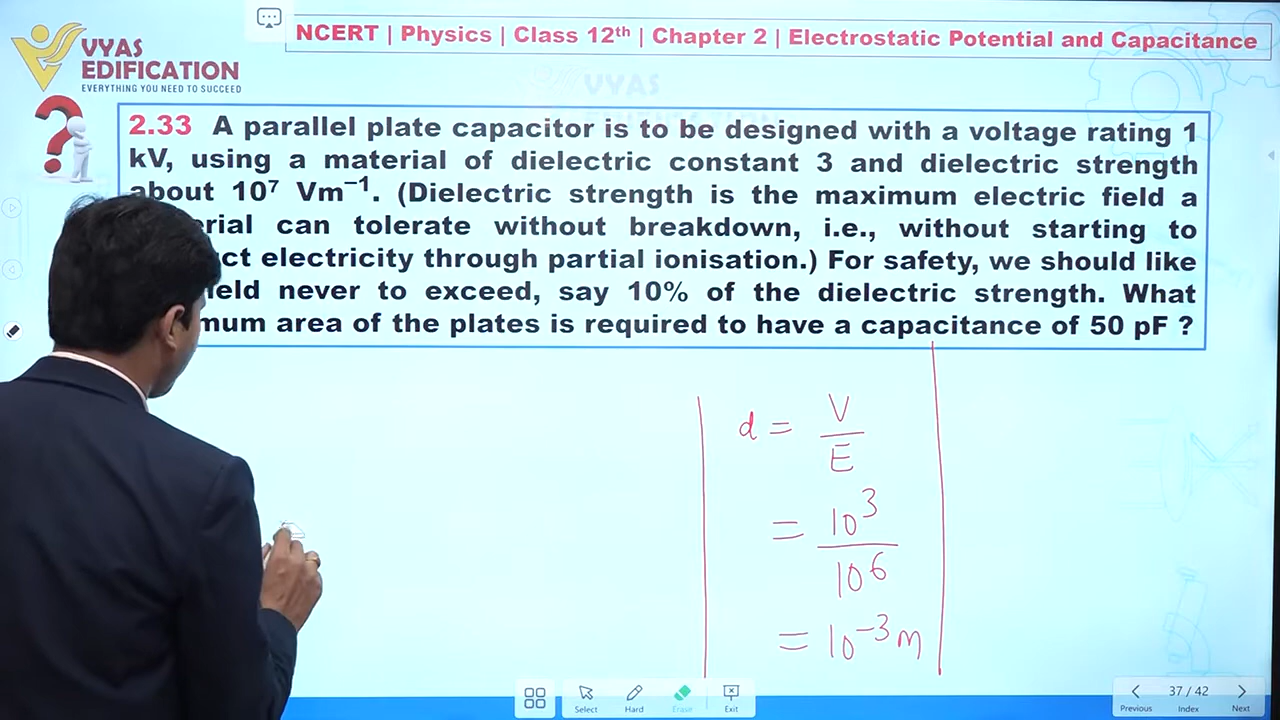 NCERT | Physics | Class 12th | Chapter 2 | Electrostatic Potential and Capacitance
VYAS
EDIFICATION
EVERYTHING YOU NEED TO SUCCEED
VYAS
2.33 A parallel plate capacitor is to be designed with a voltage rating 1
kV, using a material of dielectric constant 3 and dielectric strength
about 10⁷ Vm⁻¹. (Dielectric strength is the maximum electric field a
erial can tolerate without breakdown, i.e., without starting to
ct electricity through partial ionisation.) For safety, we should like
ield never to exceed, say 10% of the dielectric strength. What
mum area of the plates is required to have a capacitance of 50 pF ?
d = V
E
= 10³
10⁶
= 10⁻³ m
Select Hard Erase Exit
37 / 42
Previous Index Next